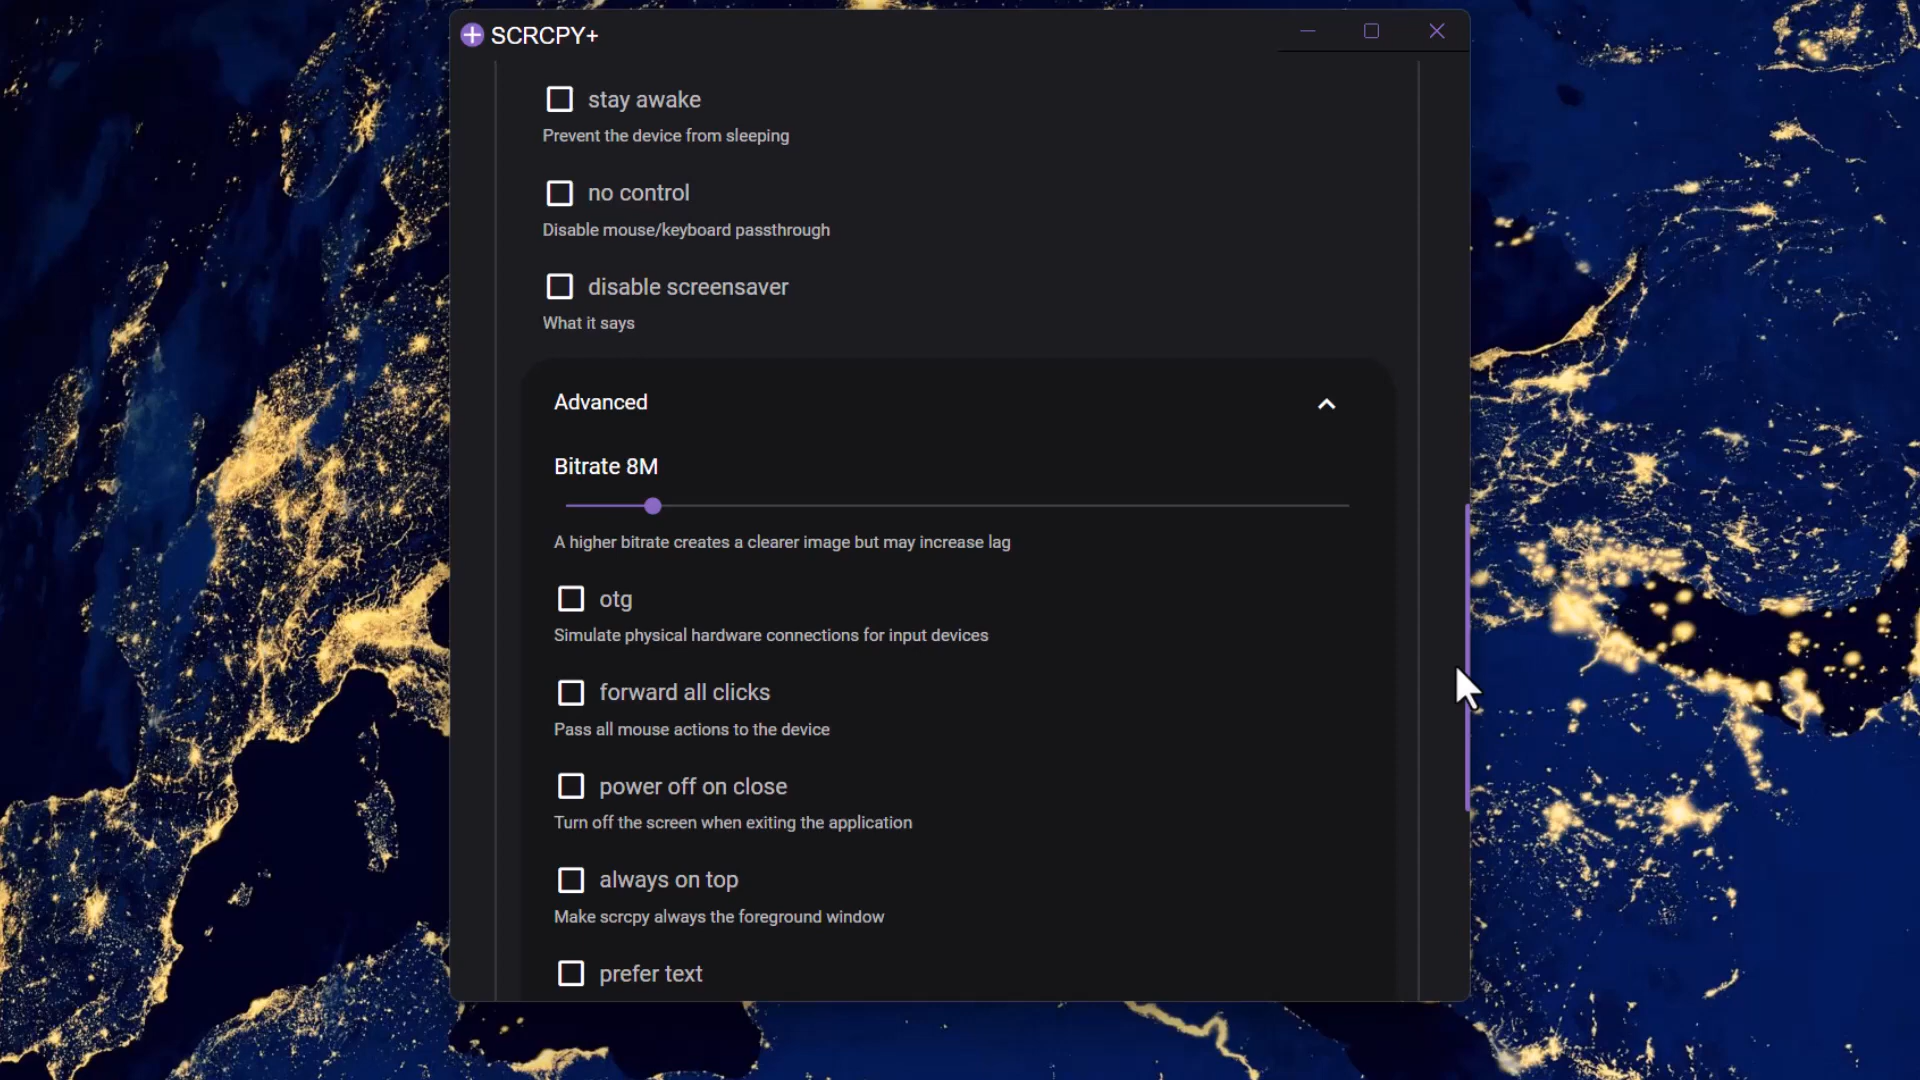 SCRCPY+
stay awake
Prevent the device from sleeping
no control
Disable mouse/keyboard passthrough
disable screensaver
What it says
Advanced
Bitrate 8M
A higher bitrate creates a clearer image but may increase lag
otg
Simulate physical hardware connections for input devices
forward all clicks
Pass all mouse actions to the device
power off on close
Turn off the screen when exiting the application
always on top
Make scrcpy always the foreground window
prefer text